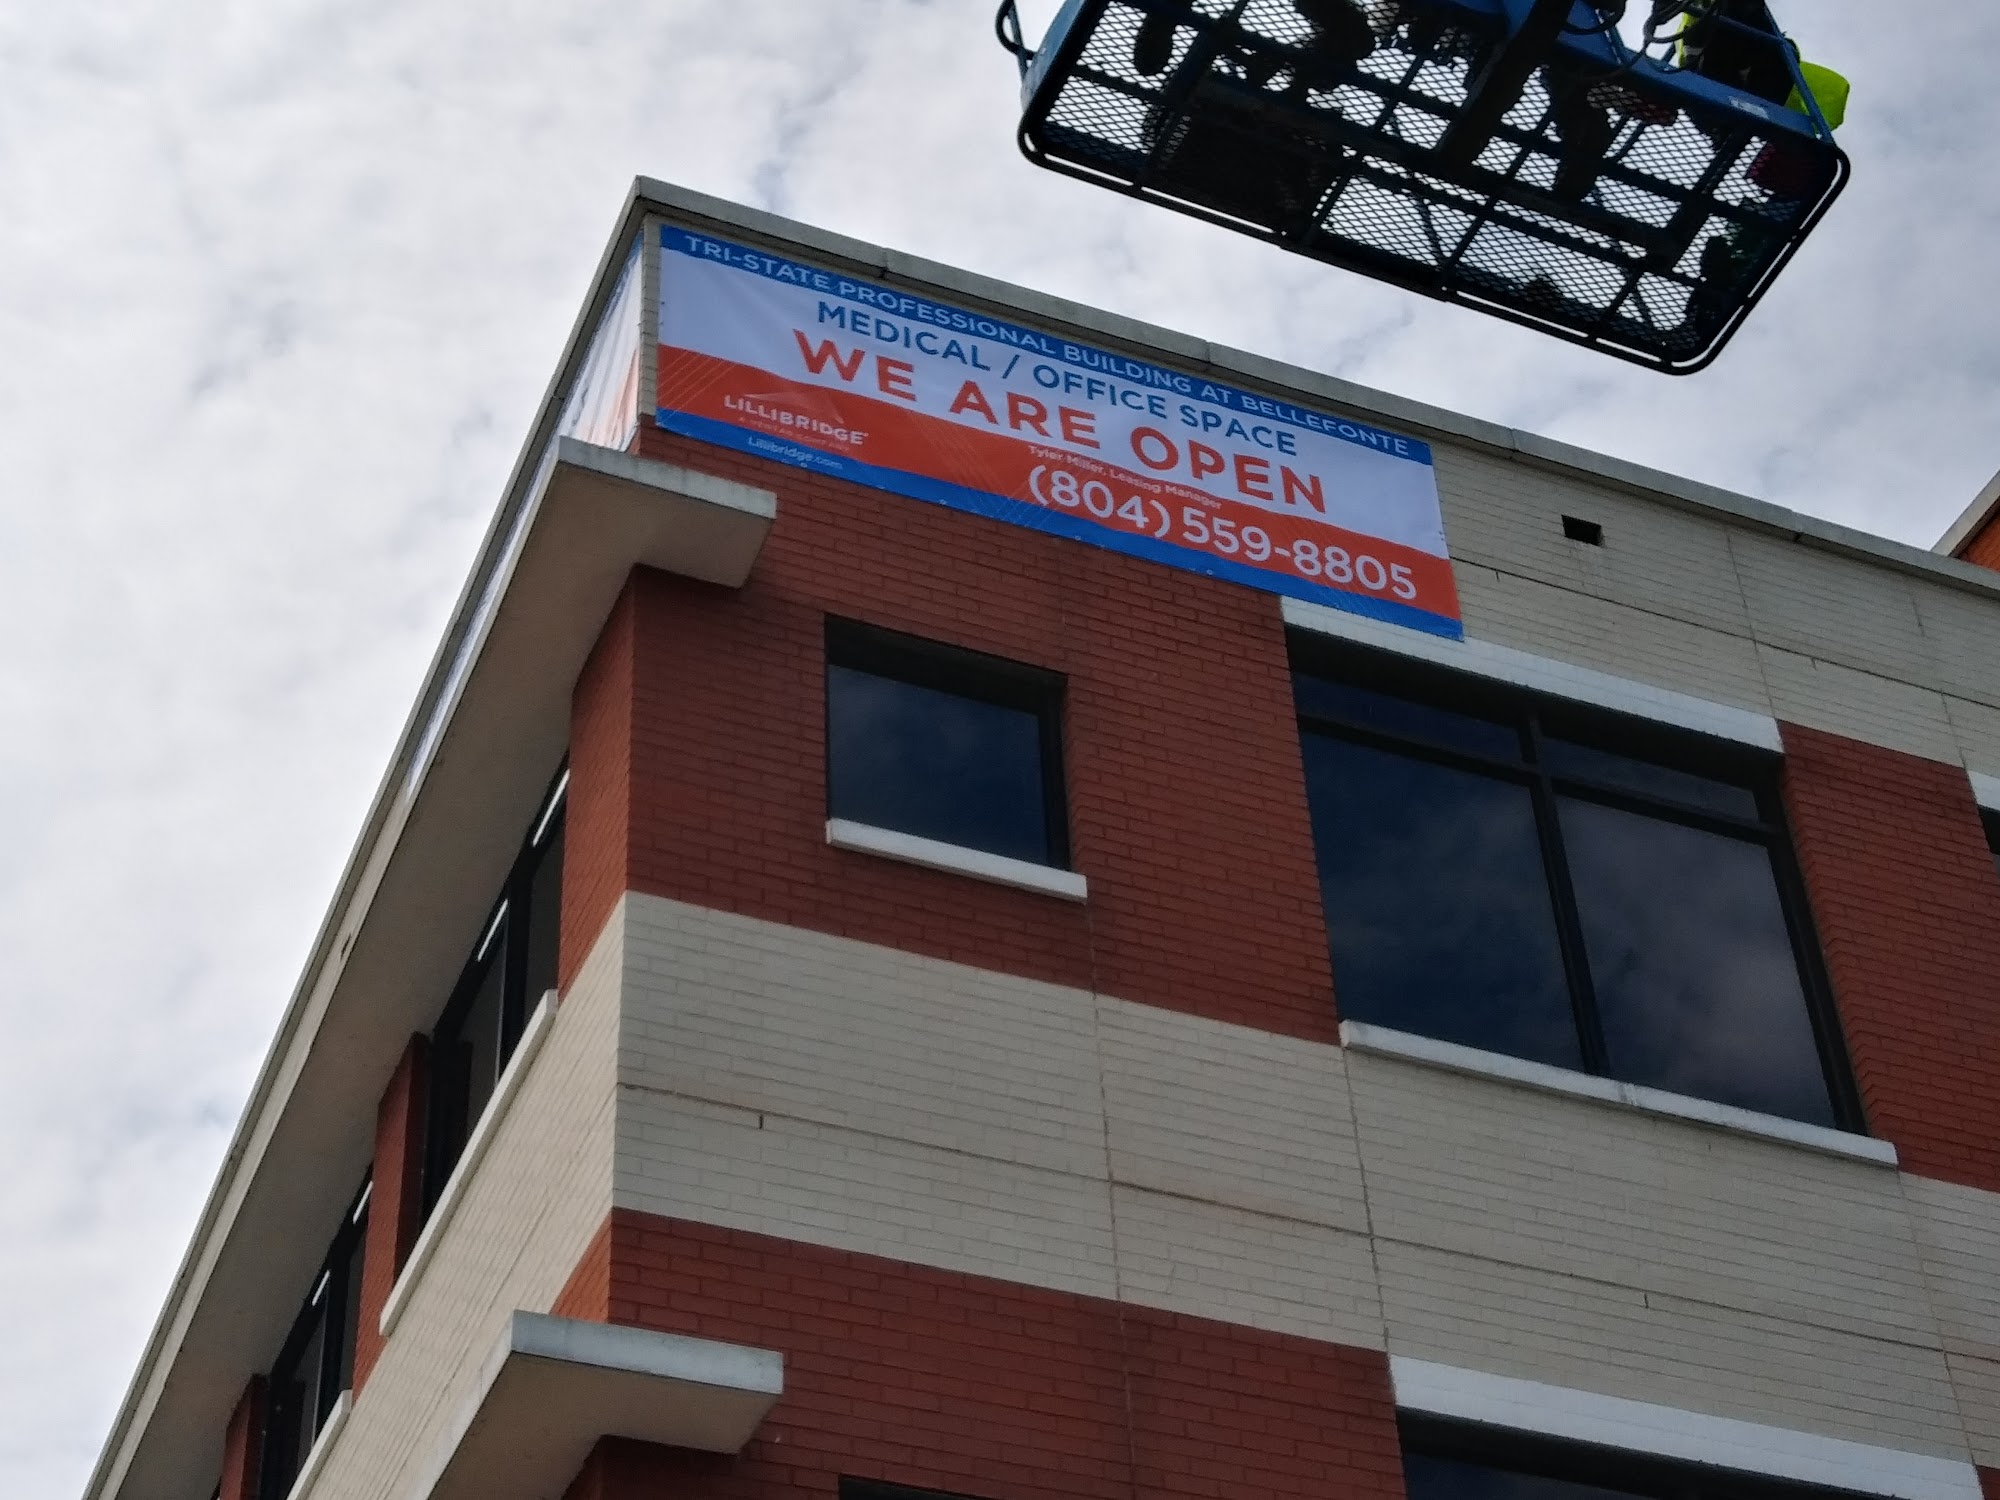 TRI-STATE PROFESSIONAL BUILDING AT BELLEFONTE
MEDICAL / OFFICE SPACE
WE ARE OPEN
LILLIBRIDGE
Lillibridge.com
Tyler Miller, Leasing Manager
(804) 559-8805